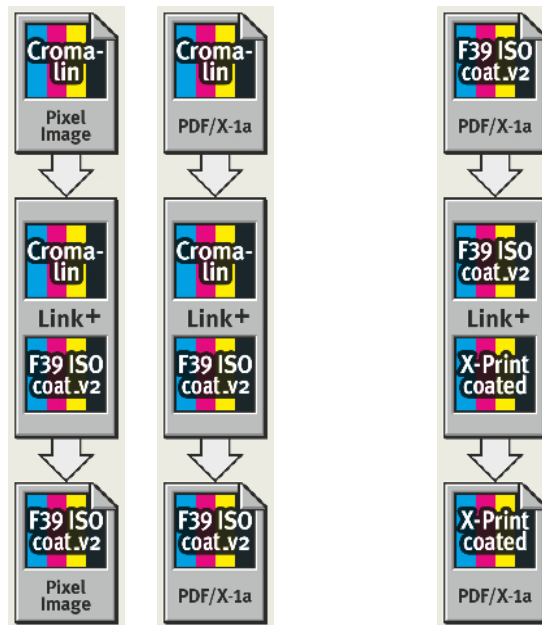 Croma-
lin
Pixel
Image
Croma-
lin
Link+
F39 ISO
coat.v2
F39 ISO
coat.v2
Pixel
Image
Croma-
lin
PDF/X-1a
Croma-
lin
Link+
F39 ISO
coat.v2
F39 ISO
coat.v2
PDF/X-1a
F39 ISO
coat.v2
PDF/X-1a
F39 ISO
coat.v2
Link+
X-Print
coated
X-Print
coated
PDF/X-1a